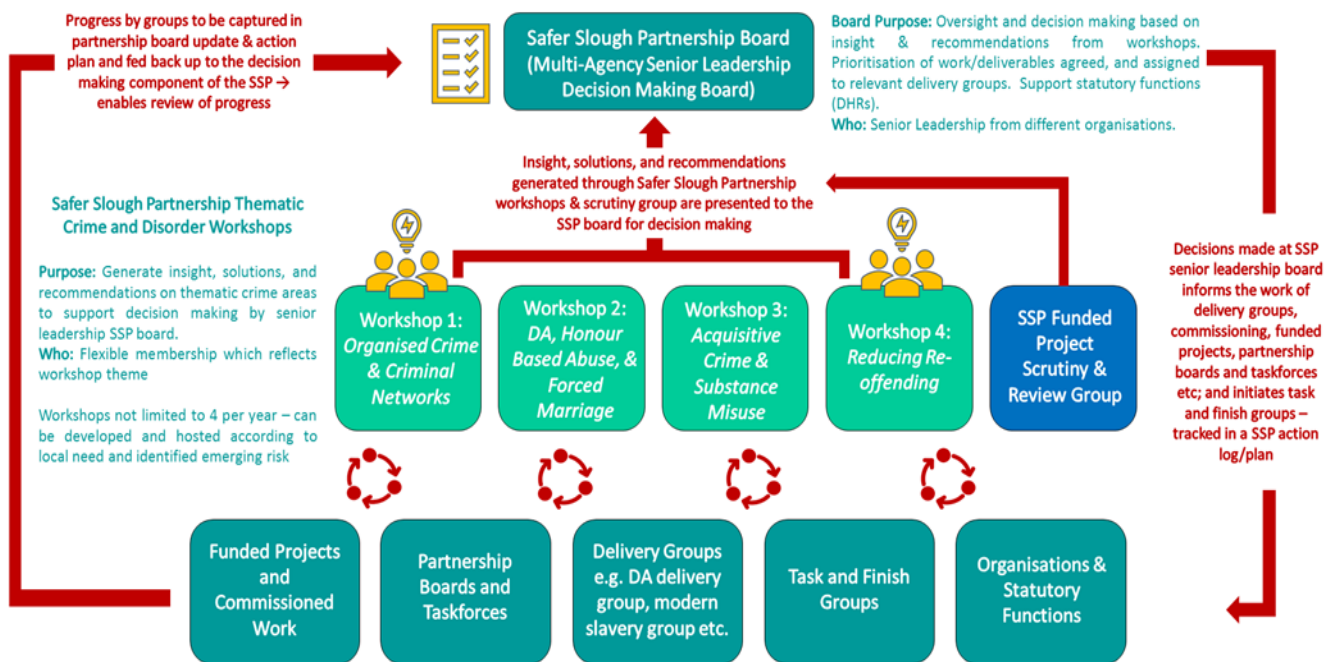 Progress by groups to be captured in
partnership board update & action
plan and fed back up to the decision
making component of the SSP →
enables review of progress
Safer Slough Partnership Board
(Multi-Agency Senior Leadership
Decision Making Board)
Board Purpose: Oversight and decision making based on
insight & recommendations from workshops.
Prioritisation of work/deliverables agreed, and assigned
to relevant delivery groups. Support statutory functions
(DHRs).
Who: Senior Leadership from different organisations.
Insight, solutions, and recommendations
generated through Safer Slough Partnership
workshops & scrutiny group are presented to the
SSP board for decision making
Safer Slough Partnership Thematic
Crime and Disorder Workshops
Purpose: Generate insight, solutions, and
recommendations on thematic crime areas
to support decision making by senior
leadership SSP board.
Who: Flexible membership which reflects
workshop theme
Workshops not limited to 4 per year – can
be developed and hosted according to
local need and identified emerging risk
Workshop 1:
Organised Crime
& Criminal
Networks
Workshop 2:
DA, Honour
Based Abuse, &
Forced
Marriage
Workshop 3:
Acquisitive
Crime &
Substance
Misuse
Workshop 4:
Reducing Re-
offending
SSP Funded
Project
Scrutiny &
Review Group
Decisions made at SSP
senior leadership board
informs the work of
delivery groups,
commissioning, funded
projects, partnership
boards and taskforces
etc; and initiates task
and finish groups –
tracked in a SSP action
log/plan
Funded Projects
and
Commissioned
Work
Partnership
Boards and
Taskforces
Delivery Groups
e.g. DA delivery
group, modern
slavery group etc.
Task and Finish
Groups
Organisations &
Statutory
Functions